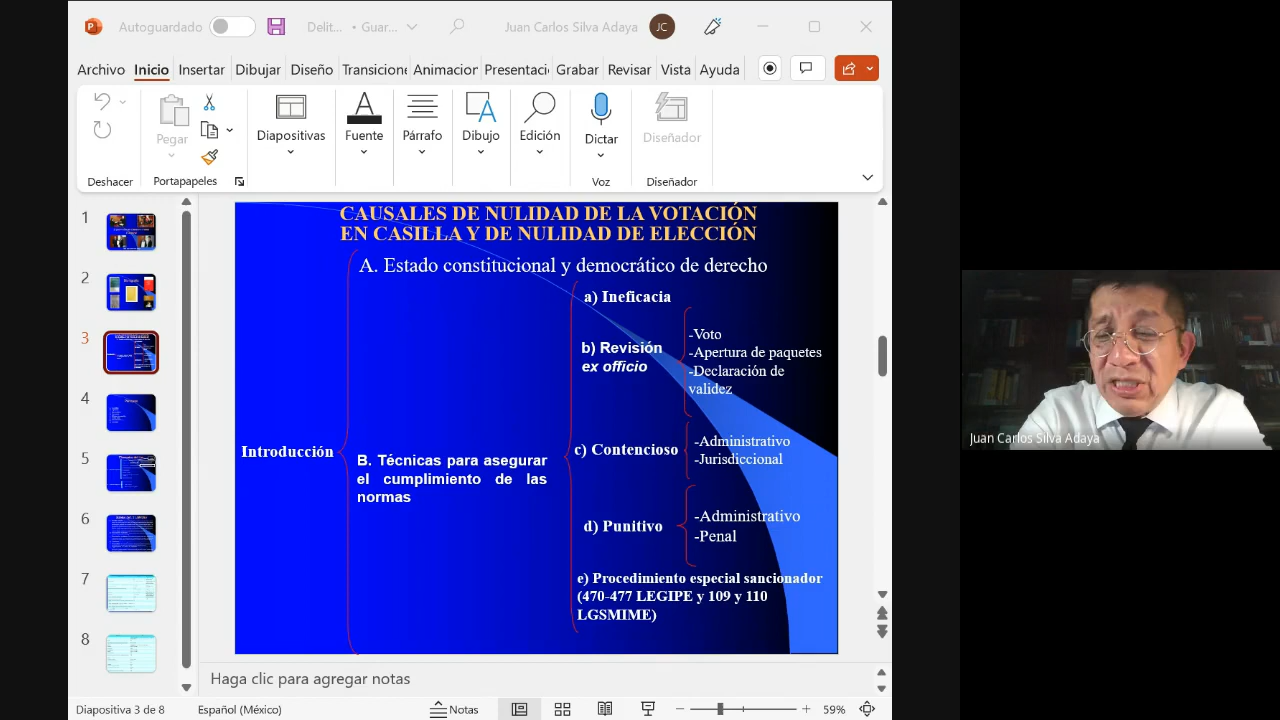 Autoguardado
Delit... • Guar...
Juan Carlos Silva Adaya
JC
Archivo Inicio Insertar Dibujar Diseño Transicione Animacion Presentaci Grabar Revisar Vista Ayuda
Pegar
Diapositivas
Fuente
Párrafo
Dibujo
Edición
Dictar
Diseñador
Deshacer
Portapapeles
Voz
Diseñador
1
2
3
4
5
6
7
8
CAUSALES DE NULIDAD DE LA VOTACIÓN
EN CASILLA Y DE NULIDAD DE ELECCIÓN
A. Estado constitucional y democrático de derecho
Introducción
B. Técnicas para asegurar
el cumplimiento de las
normas
a) Ineficacia
b) Revisión
ex officio
-Voto
-Apertura de paquetes
-Declaración de
validez
c) Contencioso
-Administrativo
-Jurisdiccional
d) Punitivo
-Administrativo
-Penal
e) Procedimiento especial sancionador
(470-477 LEGIPE y 109 y 110
LGSMIME)
Haga clic para agregar notas
Diapositiva 3 de 8
Español (México)
Notas
59%
Juan Carlos Silva Adaya